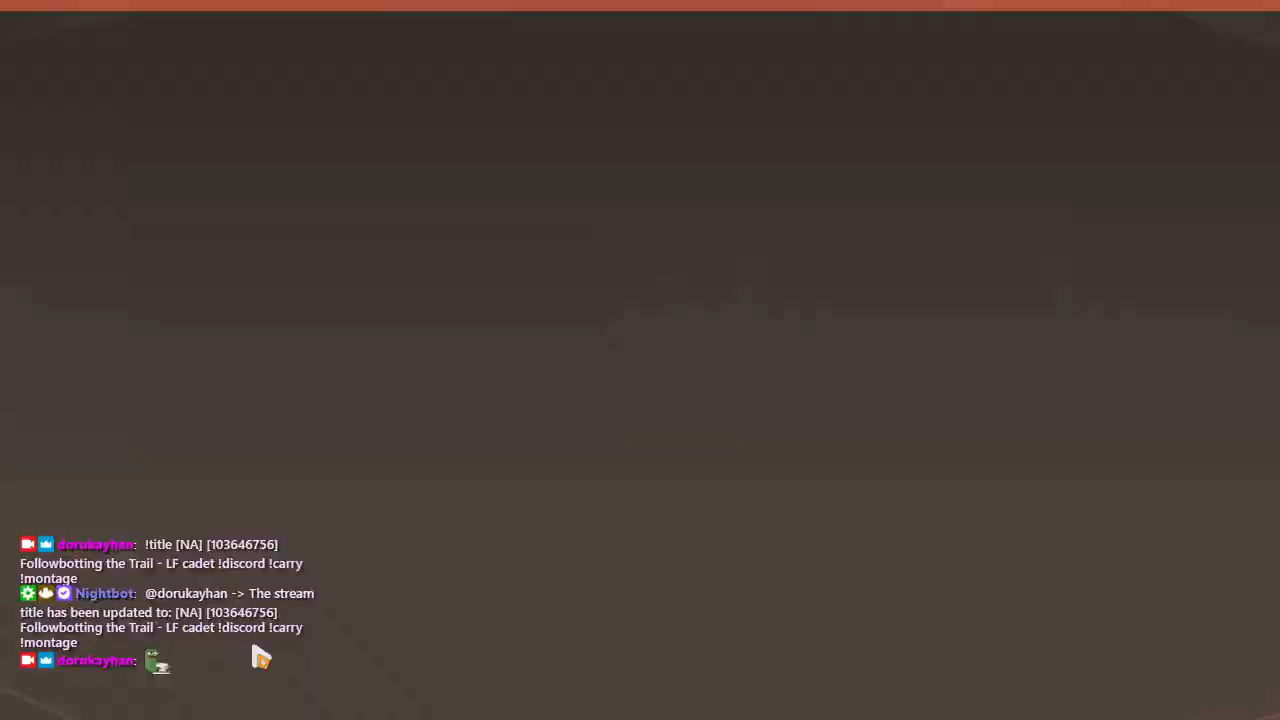 dorukayhan: !title [NA] [103646756]
Followbotting the Trail - LF cadet !discord !carry
!montage
Nightbot: @dorukayhan -> The stream
title has been updated to: [NA] [103646756]
Followbotting the Trail - LF cadet !discord !carry
!montage
dorukayhan: